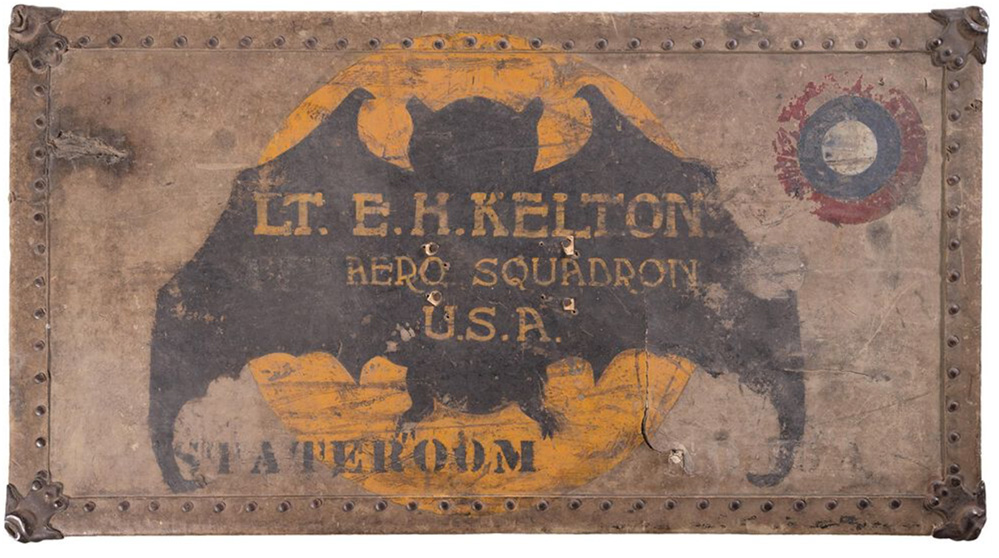 LT. E. H. KELTON.
AERO SQUADRON
U.S.A.
STATEROOM